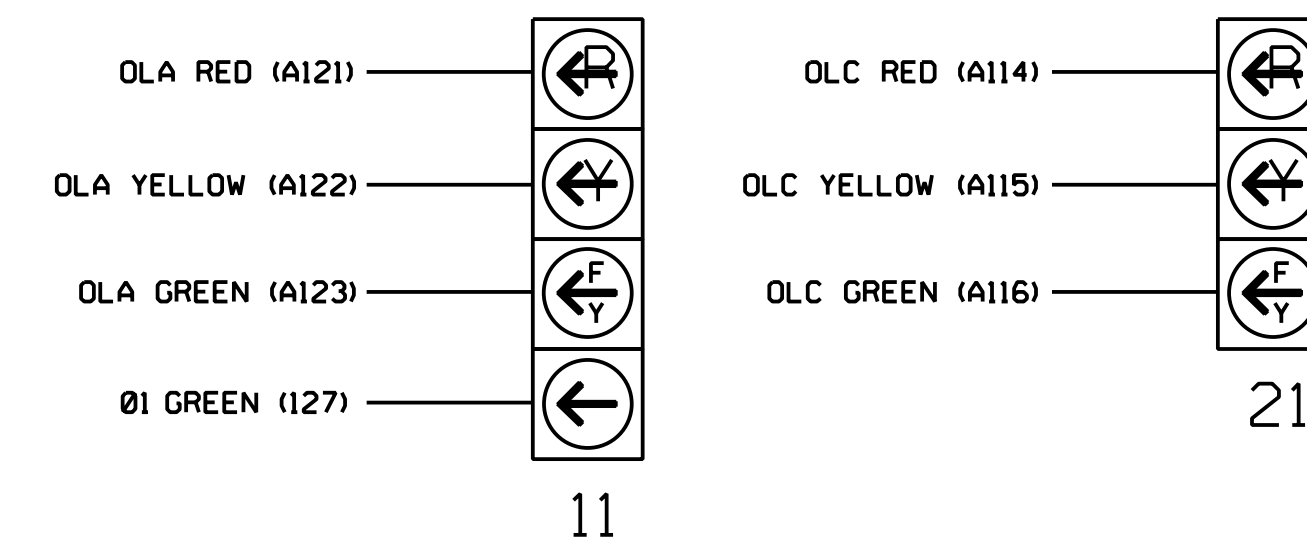 OLA RED (A121)
R
OLA YELLOW (A122)
Y
OLA GREEN (A123)
F
Y
Ø1 GREEN (127)
11
OLC RED (A114)
R
OLC YELLOW (A115)
Y
OLC GREEN (A116)
F
Y
21